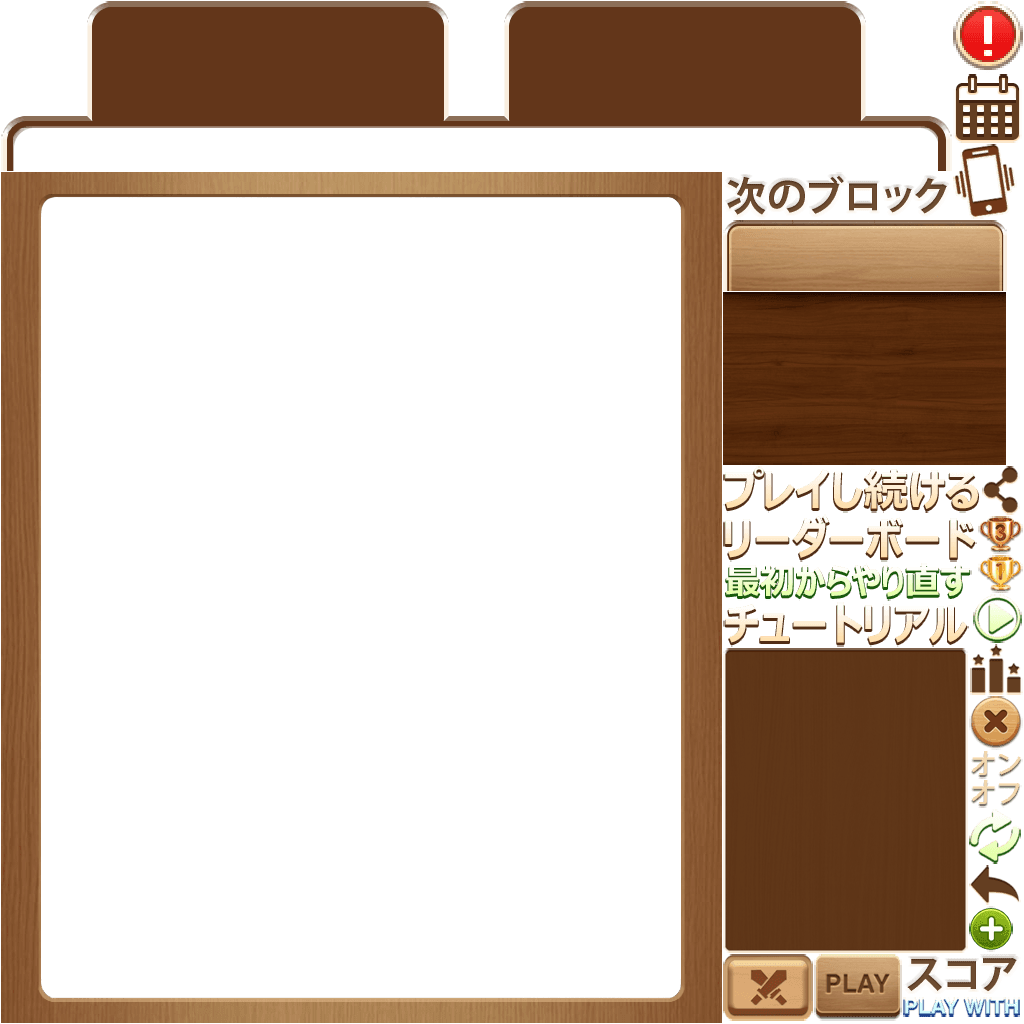 次のブロック
プレイし続ける
リーダーボード
3
1
最初からやり直す
チュートリアル
オン
オフ
PLAY
スコア
PLAY WITH